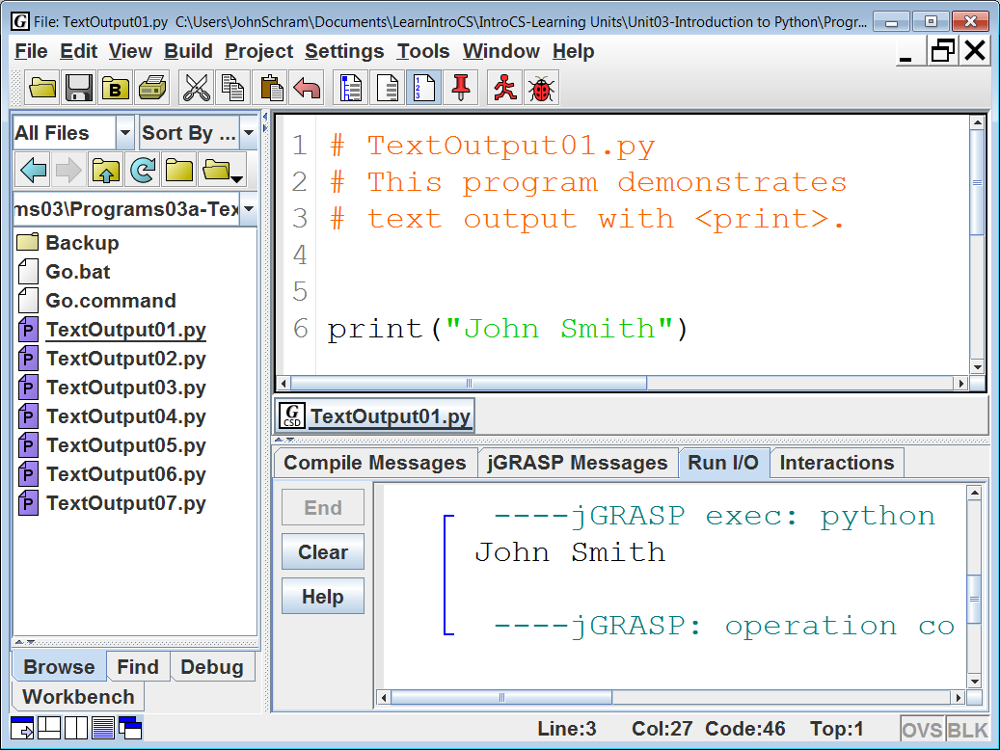 File: TextOutput01.py  C:\Users\JohnSchram\Documents\LearnIntroCS\IntroCS-Learning Units\Unit03-Introduction to Python\Progr...
File Edit View Build Project Settings Tools Window Help
B
All Files
Sort By ...
ms03\Programs03a-Tex
Backup
Go.bat
Go.command
TextOutput01.py
TextOutput02.py
TextOutput03.py
TextOutput04.py
TextOutput05.py
TextOutput06.py
TextOutput07.py
Browse Find Debug
Workbench
1 # TextOutput01.py
2 # This program demonstrates
3 # text output with <print>.
4
5
6 print("John Smith")
G CSD TextOutput01.py
Compile Messages jGRASP Messages Run I/O Interactions
End
Clear
Help
----jGRASP exec: python
John Smith
----jGRASP: operation co
Line:3 Col:27 Code:46 Top:1 OVS BLK